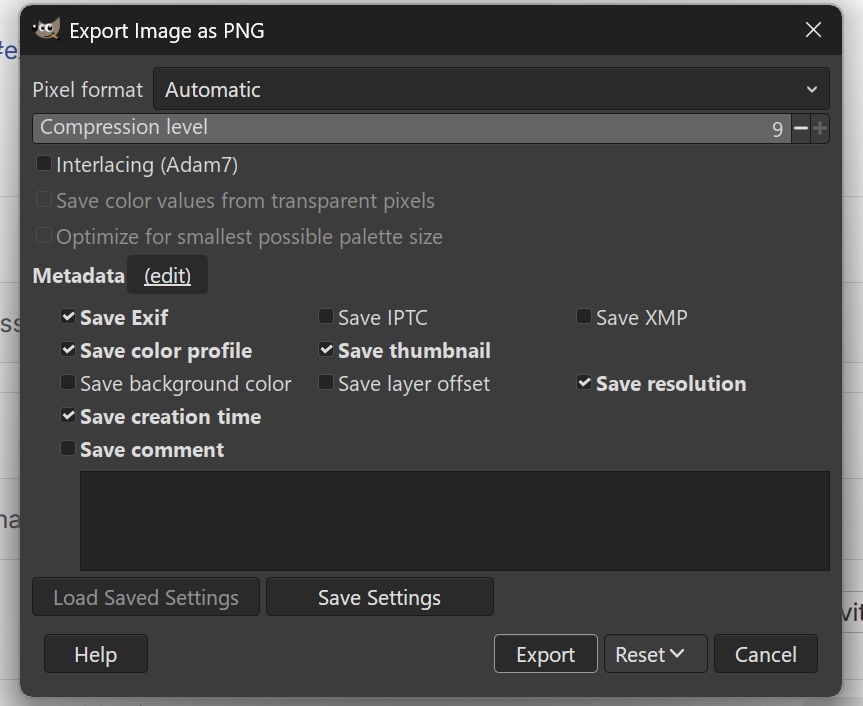 Export Image as PNG
Pixel format Automatic
Compression level 9
Interlacing (Adam7)
Save color values from transparent pixels
Optimize for smallest possible palette size
Metadata (edit)
Save Exif Save IPTC Save XMP
Save color profile Save thumbnail
Save background color Save layer offset Save resolution
Save creation time
Save comment
Load Saved Settings Save Settings
Help Export Reset Cancel